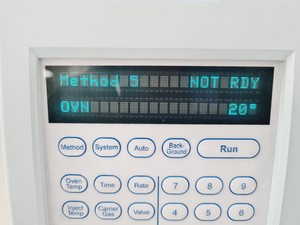 Method 5 NOT RDY
OVN 20°
Method System Auto Back-
Ground Run
Oven
Temp Time Rate 7 8 9
Inject
Temp Carrier
Gas Valve 4 5 6